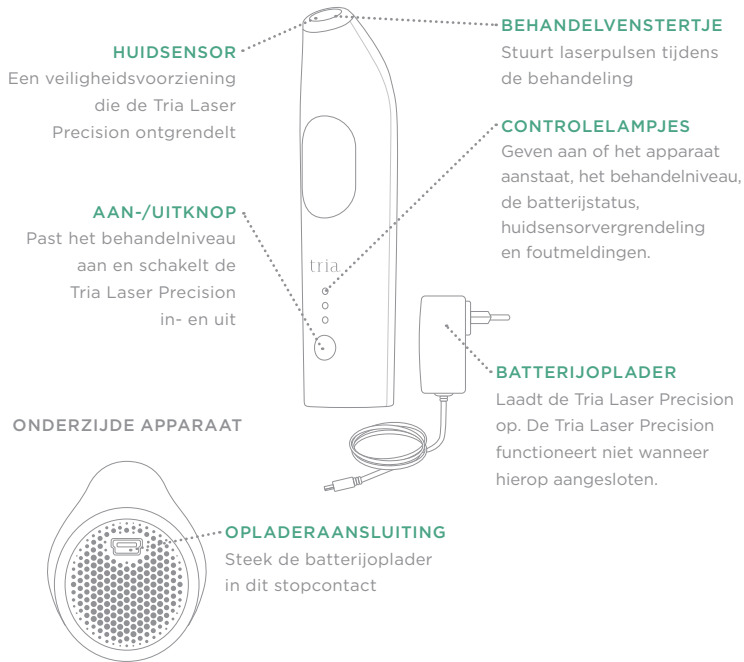 HUIDSENSOR
Een veiligheidsvoorziening
die de Tria Laser
Precision ontgrendelt
AAN-/UITKNOP
Past het behandelniveau
aan en schakelt de
Tria Laser Precision
in- en uit
BEHANDELVENSTERTJE
Stuurt laserpulsen tijdens
de behandeling
CONTROLELAMPJES
Geven aan of het apparaat
aanstaat, het behandelniveau,
de batterijstatus,
huidsensorvergrendeling
en foutmeldingen.
tria
BATTERIJOPLADER
Laadt de Tria Laser Precision
op. De Tria Laser Precision
functioneert niet wanneer
hierop aangesloten.
ONDERZIJDE APPARAAT
OPLADERAANSLUITING
Steek de batterijoplader
in dit stopcontact